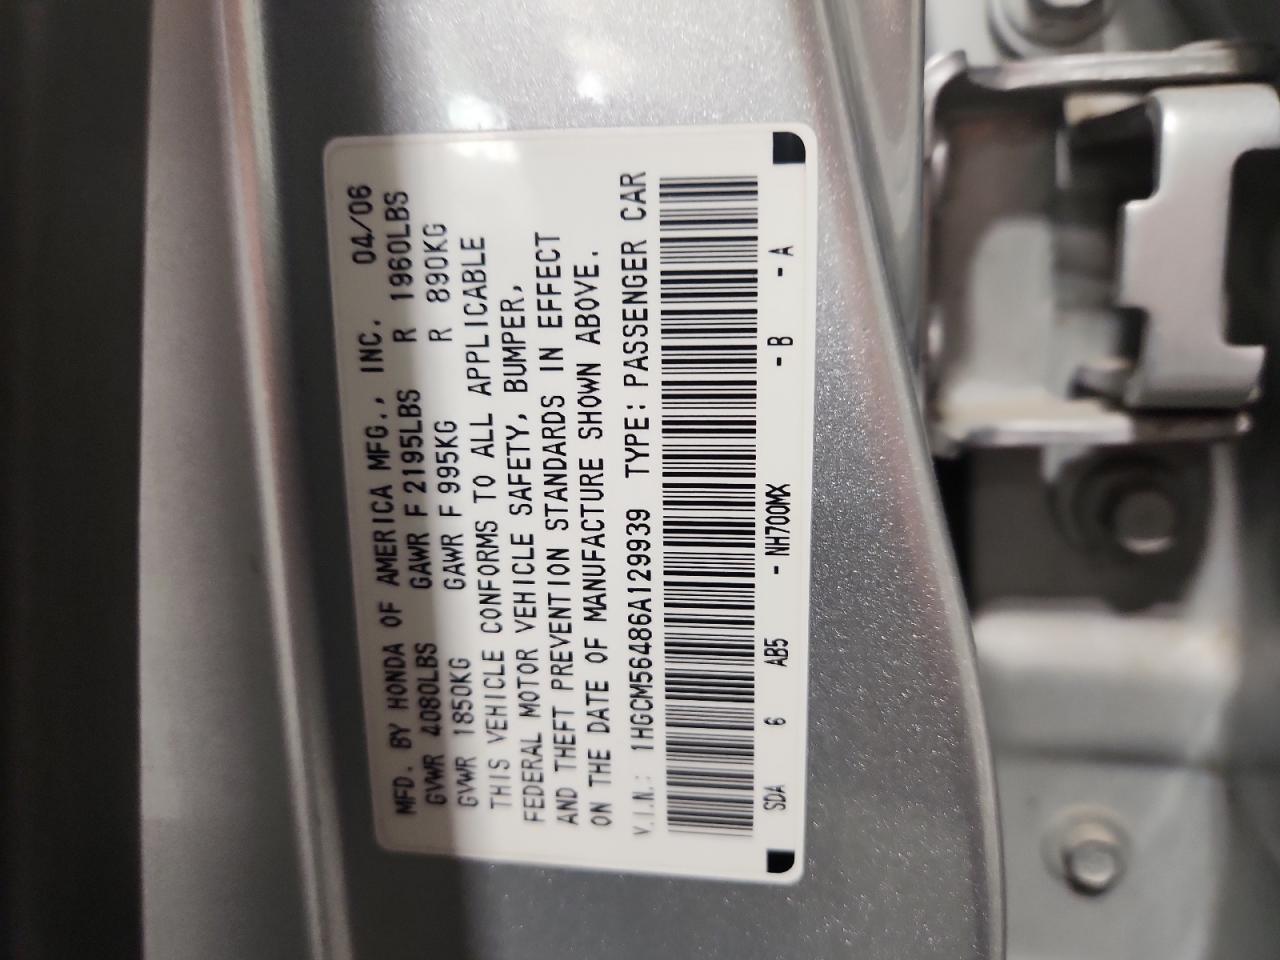 MFD. BY HONDA OF AMERICA MFG., INC. 04/06
GVWR 4080LBS GAWR F 2195LBS R 1960LBS
GVWR 1850KG GAWR F 995KG R 890KG
THIS VEHICLE CONFORMS TO ALL APPLICABLE
FEDERAL MOTOR VEHICLE SAFETY, BUMPER,
AND THEFT PREVENTION STANDARDS IN EFFECT
ON THE DATE OF MANUFACTURE SHOWN ABOVE.
V.I.N.: 1HGCM56486A129939 TYPE: PASSENGER CAR
SDA 6 AB5 - NH700MX - B - A